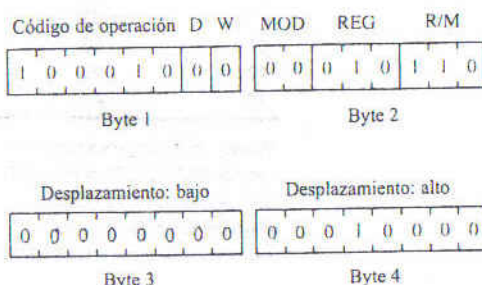 Código de operación D W MOD REG R/M
1 0 0 0 1 0 0 0 0 0 0 1 0 1 1 0
Byte 1 Byte 2
Desplazamiento: bajo Desplazamiento: alto
0 0 0 0 0 0 0 0 0 0 0 1 0 0 0 0
Byte 3 Byte 4